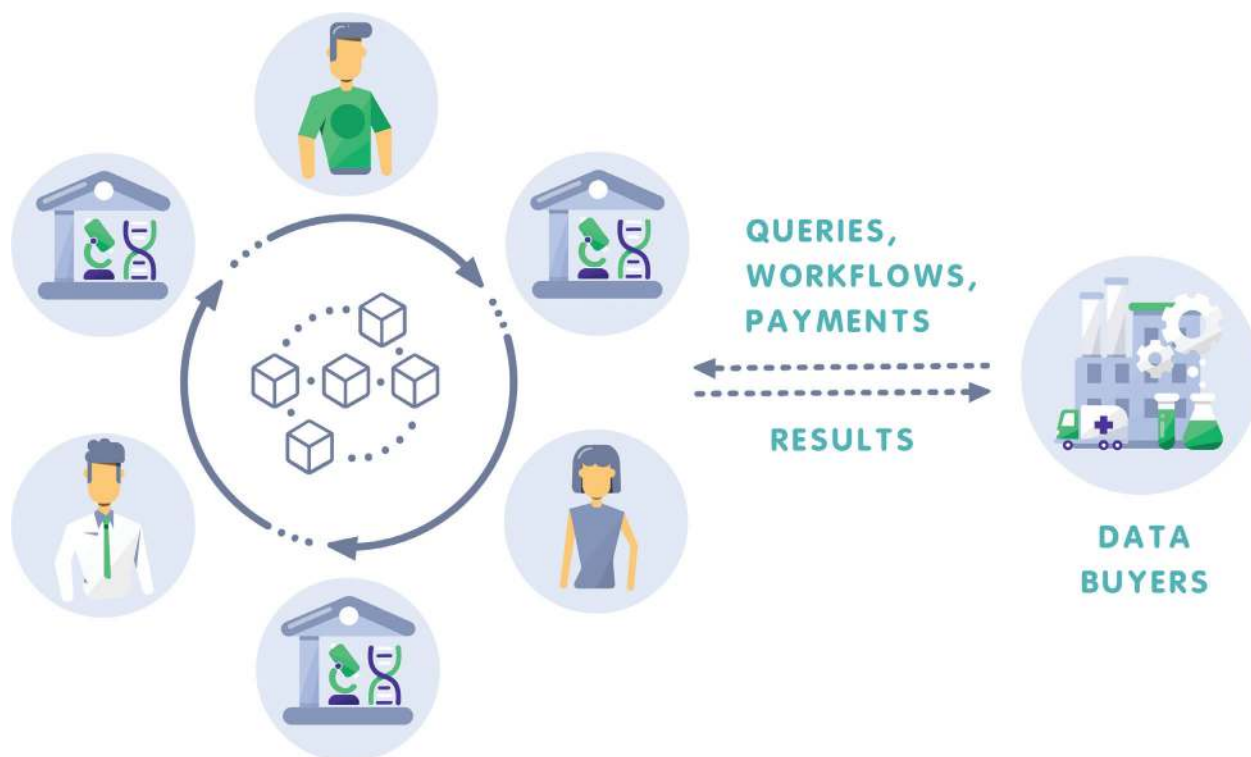 QUERIES,
WORKFLOWS,
PAYMENTS
RESULTS
DATA
BUYERS